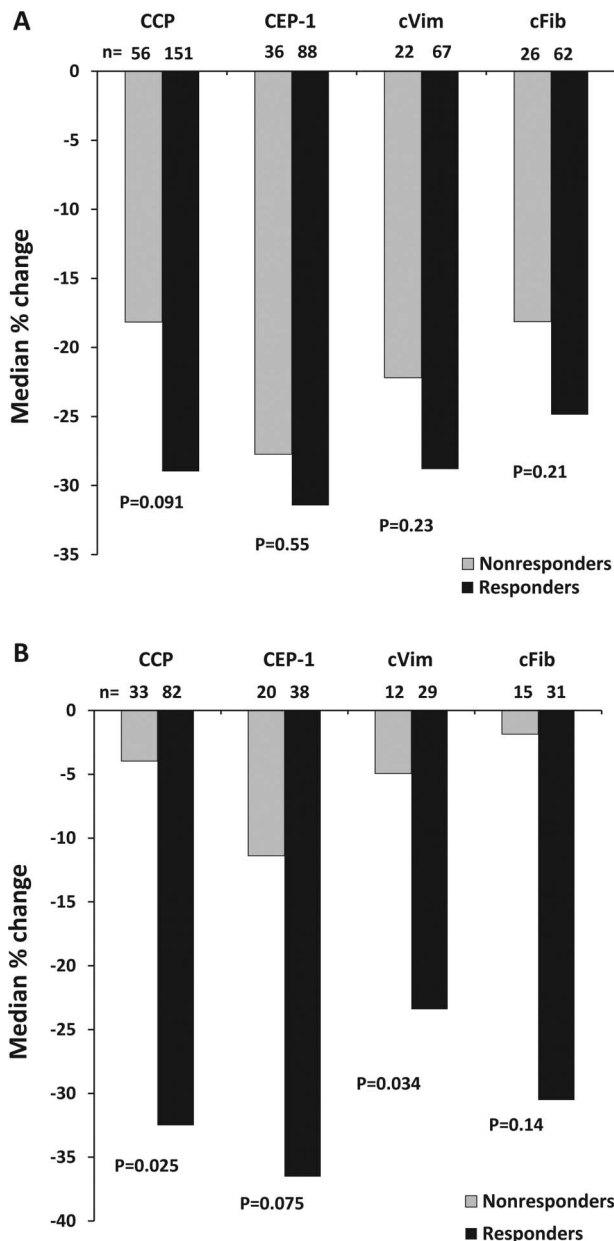 A
CCP CEP-1 cVim cFib
n= 56 151 36 88 22 67 26 62
0
-5
-10
-15
-20
-25
-30
-35
Median % change
P=0.091
P=0.55
P=0.23
P=0.21
Nonresponders
Responders
B
CCP CEP-1 cVim cFib
n= 33 82 20 38 12 29 15 31
0
-5
-10
-15
-20
-25
-30
-35
-40
Median % change
P=0.025
P=0.075
P=0.034
P=0.14
Nonresponders
Responders